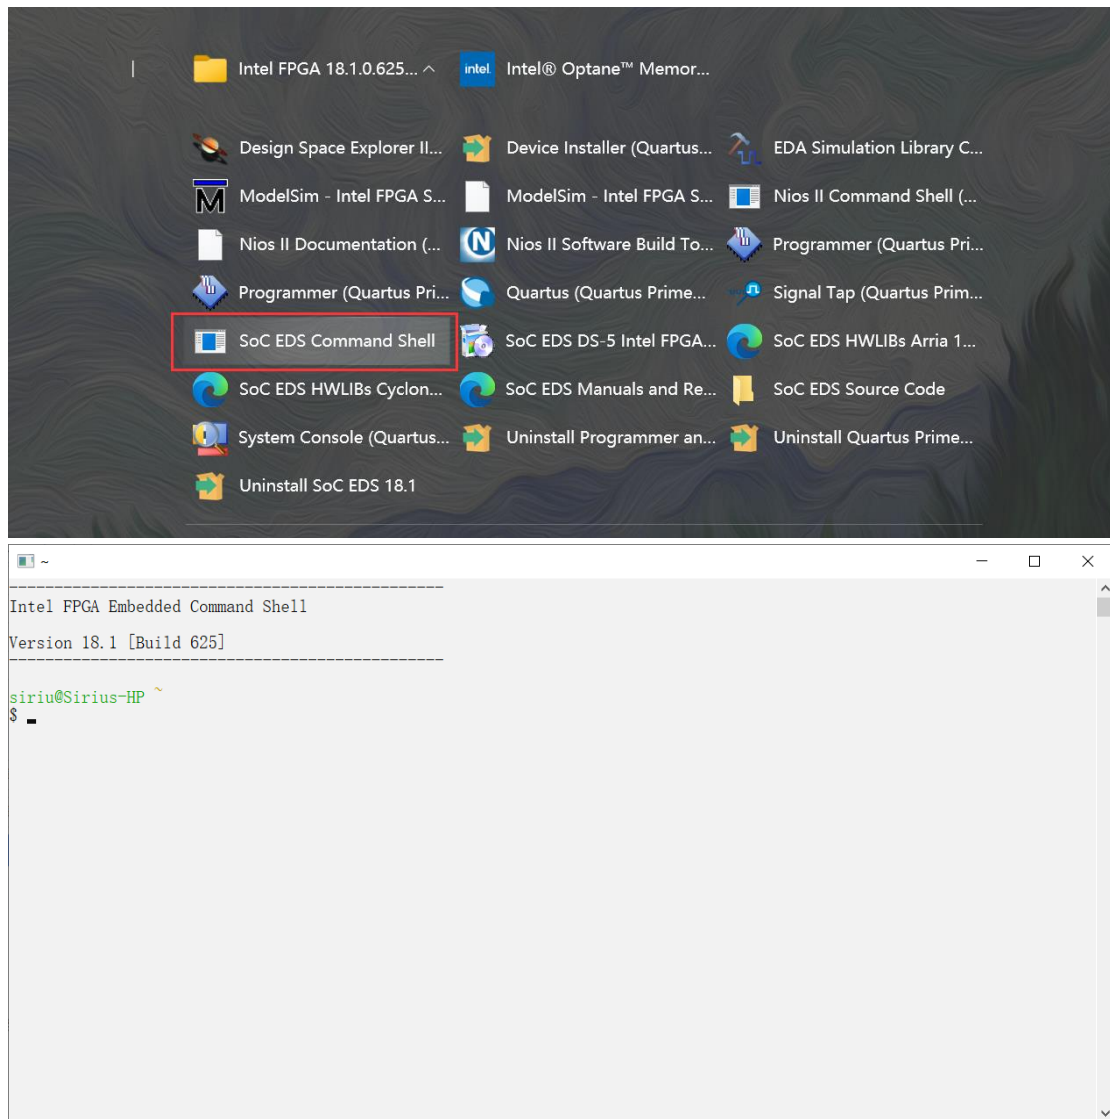 Intel FPGA 18.1.0.625...
intel.
Intel® Optane™ Memor...
Design Space Explorer II...
Device Installer (Quartus...
EDA Simulation Library C...
ModelSim - Intel FPGA S...
ModelSim - Intel FPGA S...
Nios II Command Shell (...
Nios II Documentation (...
Nios II Software Build To...
Programmer (Quartus Pri...
Programmer (Quartus Pri...
Quartus (Quartus Prime...
Signal Tap (Quartus Prim...
SoC EDS Command Shell
SoC EDS DS-5 Intel FPGA...
SoC EDS HWLIBs Arria 1...
SoC EDS HWLIBs Cyclon...
SoC EDS Manuals and Re...
SoC EDS Source Code
System Console (Quartus...
Uninstall Programmer an...
Uninstall Quartus Prime...
Uninstall SoC EDS 18.1
~
------------------------------------------------
Intel FPGA Embedded Command Shell
Version 18.1 [Build 625]
------------------------------------------------
siriu@Sirius-HP ~
$